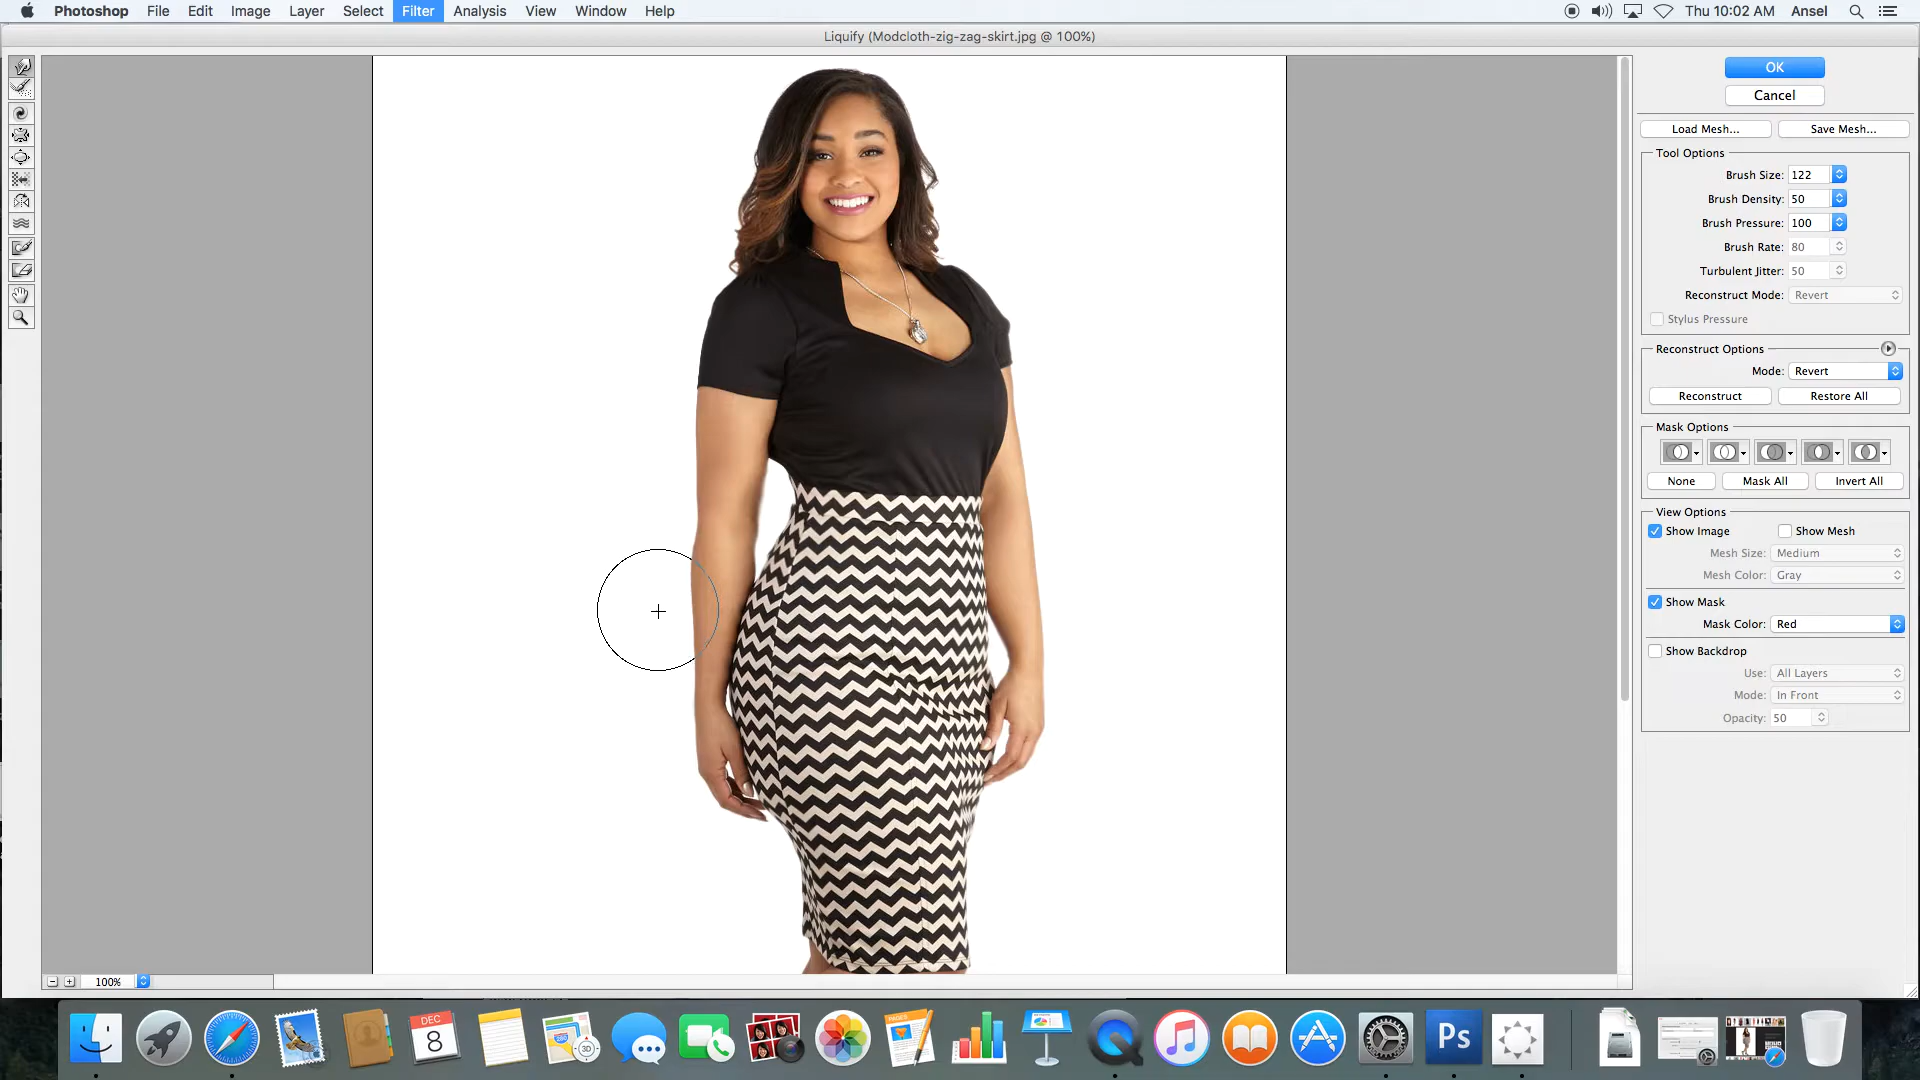 Photoshop File Edit Image Layer Select Filter Analysis View Window Help Thu 10:02 AM Ansel
Liquify (Modcloth-zig-zag-skirt.jpg @ 100%)
OK
Cancel
Load Mesh... Save Mesh...
Tool Options
Brush Size: 122
Brush Density: 50
Brush Pressure: 100
Brush Rate: 80
Turbulent Jitter: 50
Reconstruct Mode: Revert
Stylus Pressure
Reconstruct Options
Mode: Revert
Reconstruct Restore All
Mask Options
None Mask All Invert All
View Options
Show Image Show Mesh
Mesh Size: Medium
Mesh Color: Gray
Show Mask
Mask Color: Red
Show Backdrop
Use: All Layers
Mode: In Front
Opacity: 50
100%
DEC
8
280
3D
PAGES
Ps